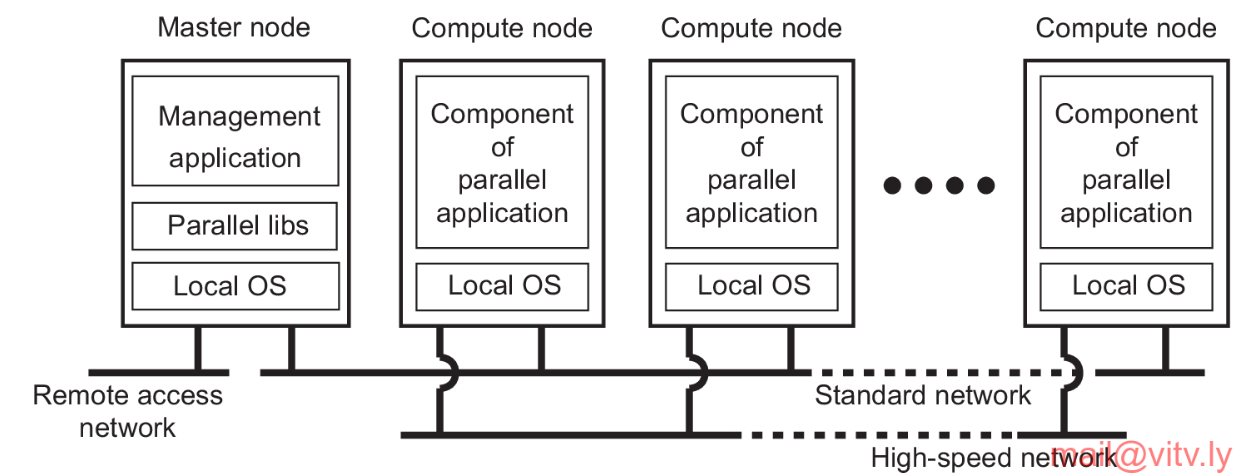 Master node
Compute node
Compute node
Compute node
Management
application
Parallel libs
Local OS
Component
of
parallel
application
Local OS
Component
of
parallel
application
Local OS
Component
of
parallel
application
Local OS
Remote access
network
Standard network
High-speed network
mail@vitv.ly